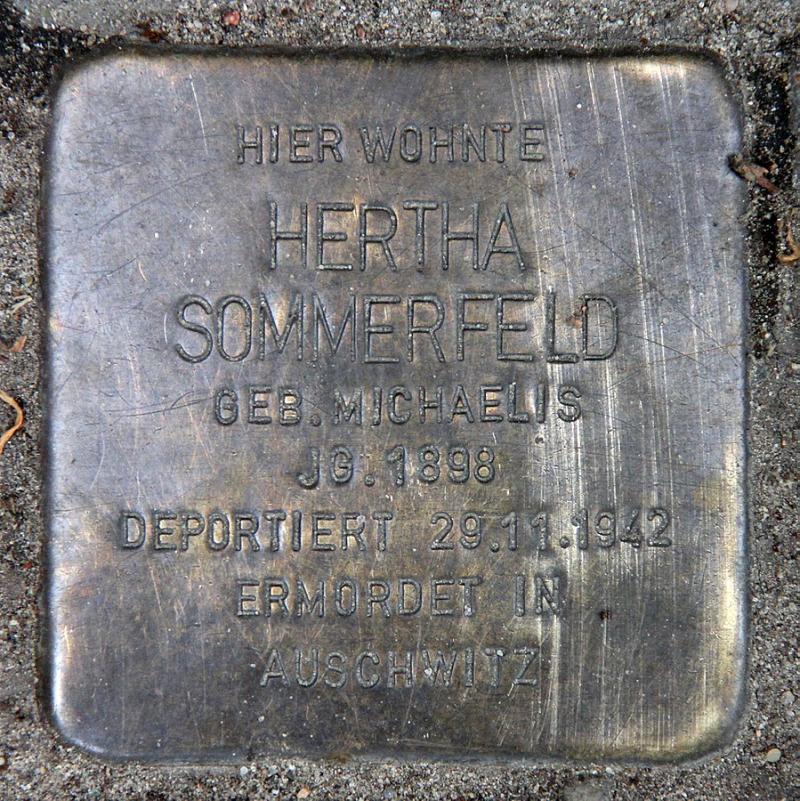 HIER WOHNTE
HERTHA
SOMMERFELD
GEB. MICHAELIS
JG. 1898
DEPORTIERT 29.11.1942
ERMORDET IN
AUSCHWITZ